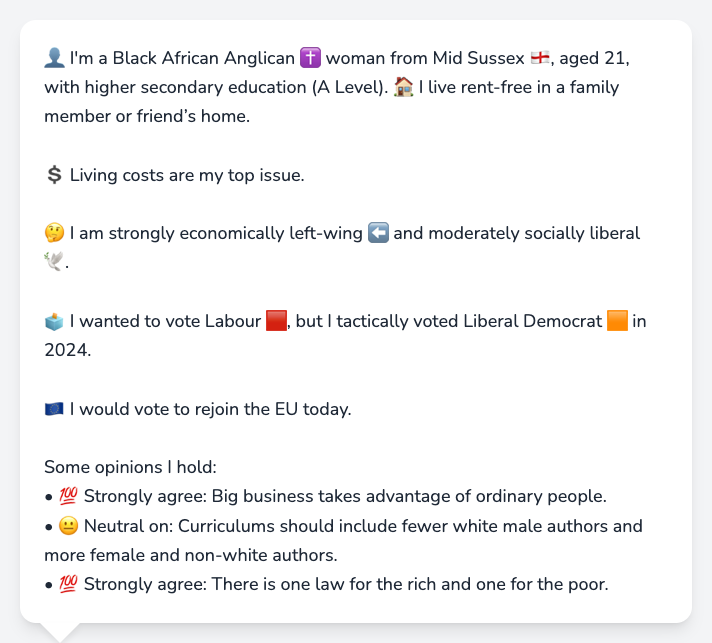 👤 I'm a Black African Anglican ✝️ woman from Mid Sussex 🏴󠁧󠁢󠁥󠁮󠁧󠁿, aged 21,
with higher secondary education (A Level). 🏠 I live rent-free in a family
member or friend’s home.
💲 Living costs are my top issue.
🤔 I am strongly economically left-wing ⬅️ and moderately socially liberal
🕊️.
🗳️ I wanted to vote Labour 🟥, but I tactically voted Liberal Democrat 🟧 in
2024.
🇪🇺 I would vote to rejoin the EU today.
Some opinions I hold:
• 💯 Strongly agree: Big business takes advantage of ordinary people.
• 😐 Neutral on: Curriculums should include fewer white male authors and
more female and non-white authors.
• 💯 Strongly agree: There is one law for the rich and one for the poor.